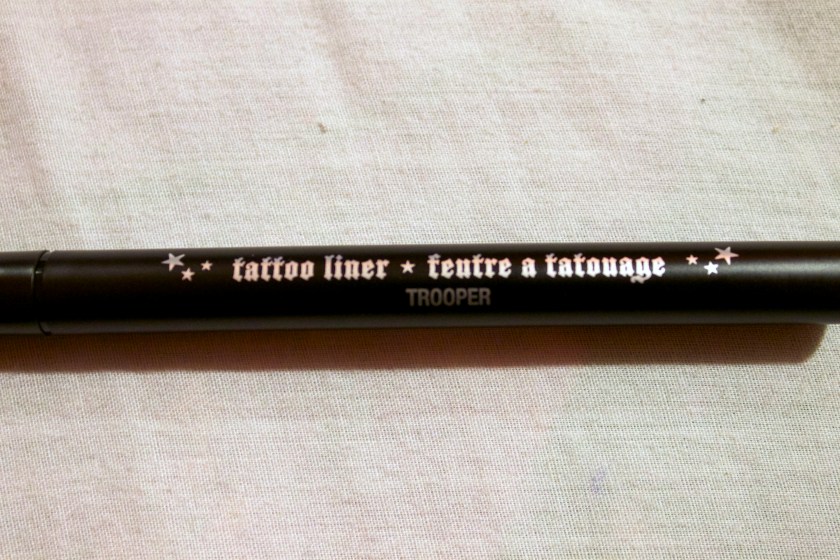 tattoo liner ★ feutre a tatouage
TROOPER